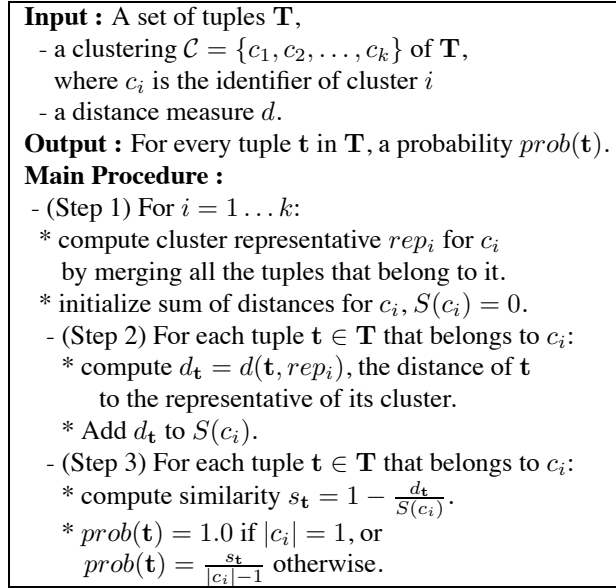 Input : A set of tuples T,
- a clustering C = {c₁, c₂, . . . , cₖ} of T,
where cᵢ is the identifier of cluster i
- a distance measure d.
Output : For every tuple t in T, a probability prob(t).
Main Procedure :
- (Step 1) For i = 1 . . . k:
* compute cluster representative repᵢ for cᵢ
by merging all the tuples that belong to it.
* initialize sum of distances for cᵢ, S(cᵢ) = 0.
- (Step 2) For each tuple t ∈ T that belongs to cᵢ:
* compute d_t = d(t, repᵢ), the distance of t
to the representative of its cluster.
* Add d_t to S(cᵢ).
- (Step 3) For each tuple t ∈ T that belongs to cᵢ:
* compute similarity s_t = 1 − d_t/S(cᵢ).
* prob(t) = 1.0 if |cᵢ| = 1, or
prob(t) = s_t/(|cᵢ|−1) otherwise.